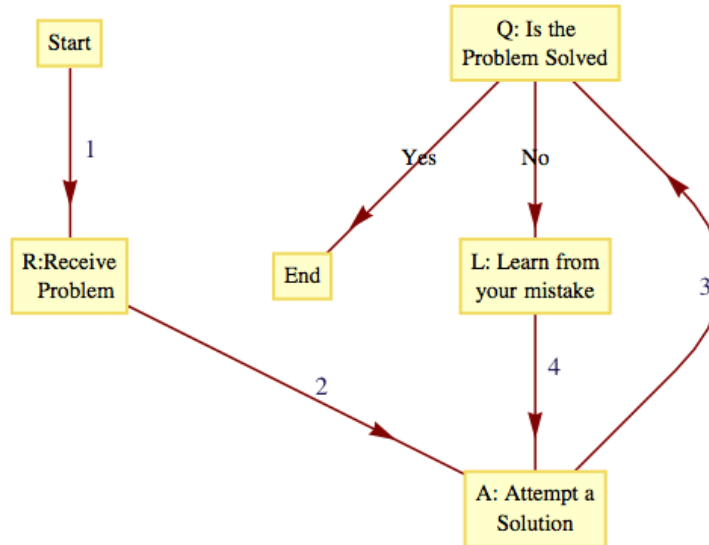 Start
Q: Is the
Problem Solved
1
Yes
No
R:Receive
Problem
End
L: Learn from
your mistake
3
2
4
A: Attempt a
Solution